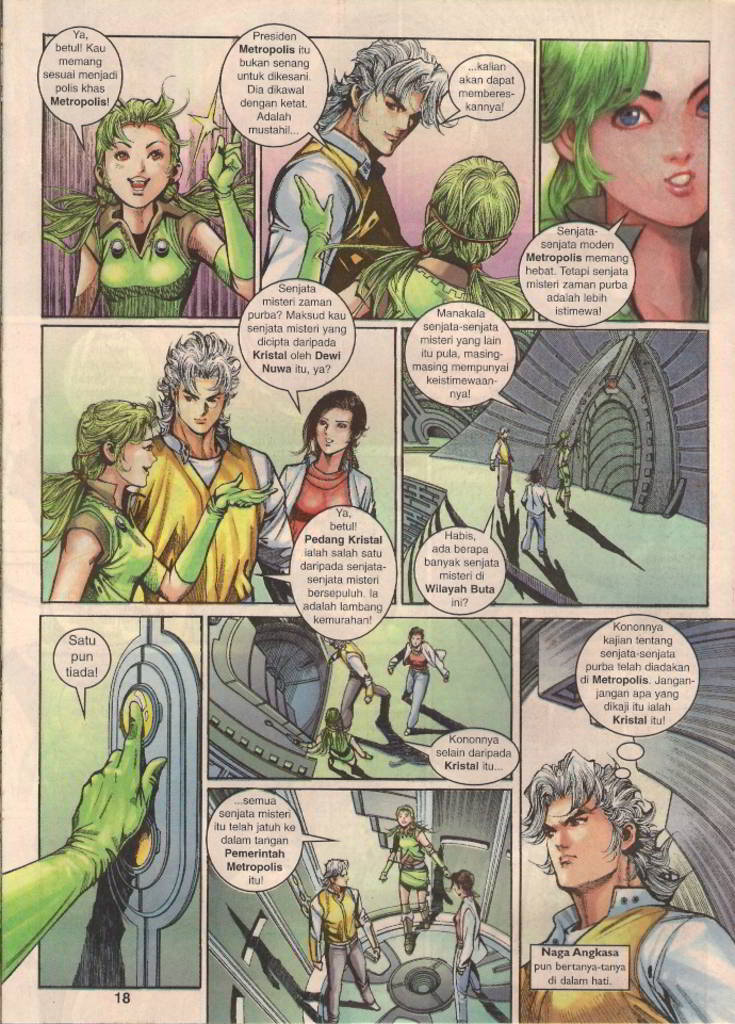 Ya,
betul! Kau
memang
sesuai menjadi
polis khas
Metropolis!
Presiden
Metropolis itu
bukan senang
untuk dikesani.
Dia dikawal
dengan ketat.
Adalah
mustahil...
...kalian
akan dapat
memberes-
kannya!
Senjata-
senjata moden
Metropolis memang
hebat. Tetapi senjata
misteri zaman purba
adalah lebih
istimewa!
Senjata
misteri zaman
purba? Maksud kau
senjata misteri yang
dicipta daripada
Kristal oleh Dewi
Nuwa itu, ya?
Ya,
betul!
Pedang Kristal
ialah salah satu
daripada senjata-
senjata misteri
bersepuluh. Ia
adalah lambang
kemurahan!
Manakala
senjata-senjata
misteri yang lain
itu pula, masing-
masing mempunyai
keistimewaan-
nya!
Habis,
ada berapa
banyak senjata
misteri di
Wilayah Buta
ini?
Satu
pun
tiada!
Kononnya
selain daripada
Kristal itu...
...semua
senjata misteri
itu telah jatuh ke
dalam tangan
Pemerintah
Metropolis
itu!
Kononnya
kajian tentang
senjata-senjata
purba telah diadakan
di Metropolis. Jangan-
jangan apa yang
dikaji itu ialah
Kristal itu!
Naga Angkasa
pun bertanya-tanya
di dalam hati.
18